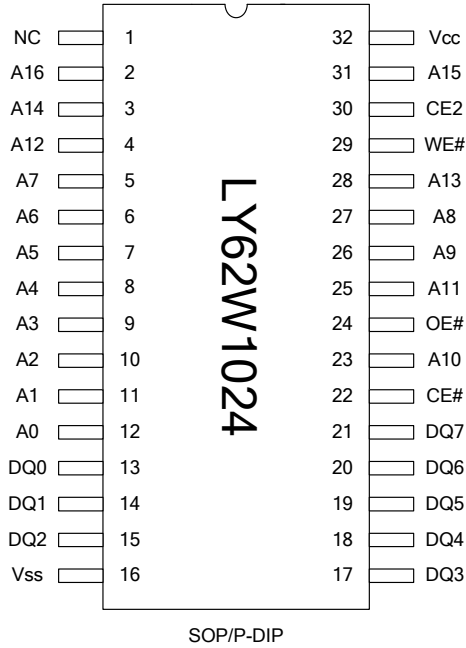 NC 1 32 Vcc
A16 2 31 A15
A14 3 30 CE2
A12 4 29 WE#
A7 5 28 A13
A6 6 27 A8
A5 7 26 A9
A4 8 25 A11
A3 9 24 OE#
A2 10 23 A10
A1 11 22 CE#
A0 12 21 DQ7
DQ0 13 20 DQ6
DQ1 14 19 DQ5
DQ2 15 18 DQ4
Vss 16 17 DQ3
LY62W1024
SOP/P-DIP